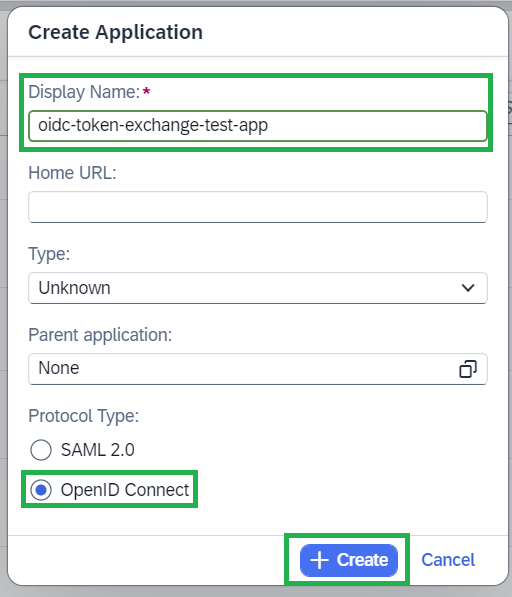 Create Application
Display Name:*
oidc-token-exchange-test-app
Home URL:
Type:
Unknown
Parent application:
None
Protocol Type:
SAML 2.0
OpenID Connect
+ Create Cancel